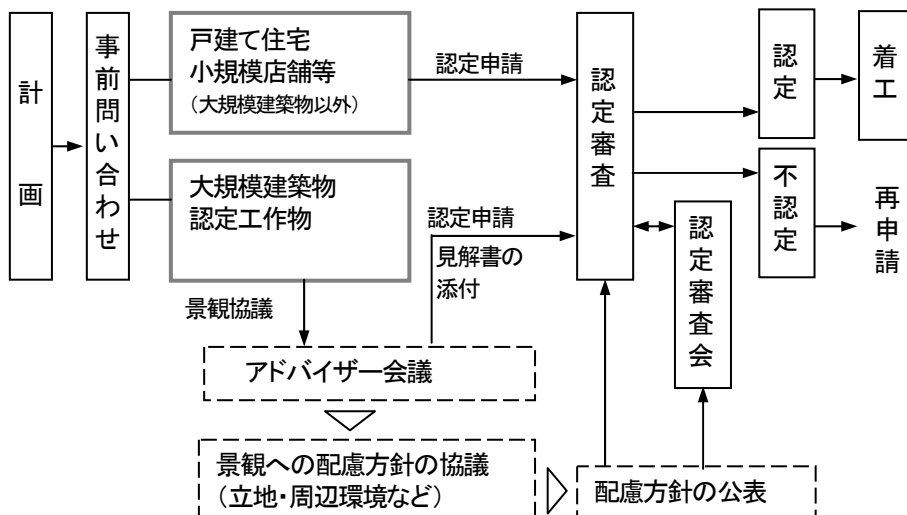 計画
事前問い合わせ
戸建て住宅
小規模店舗等
（大規模建築物以外）
認定申請
大規模建築物
認定工作物
認定申請
見解書の
添付
景観協議
アドバイザー会議
景観への配慮方針の協議
（立地・周辺環境など）
配慮方針の公表
認定審査
認定審査会
認定
不認定
着工
再申請